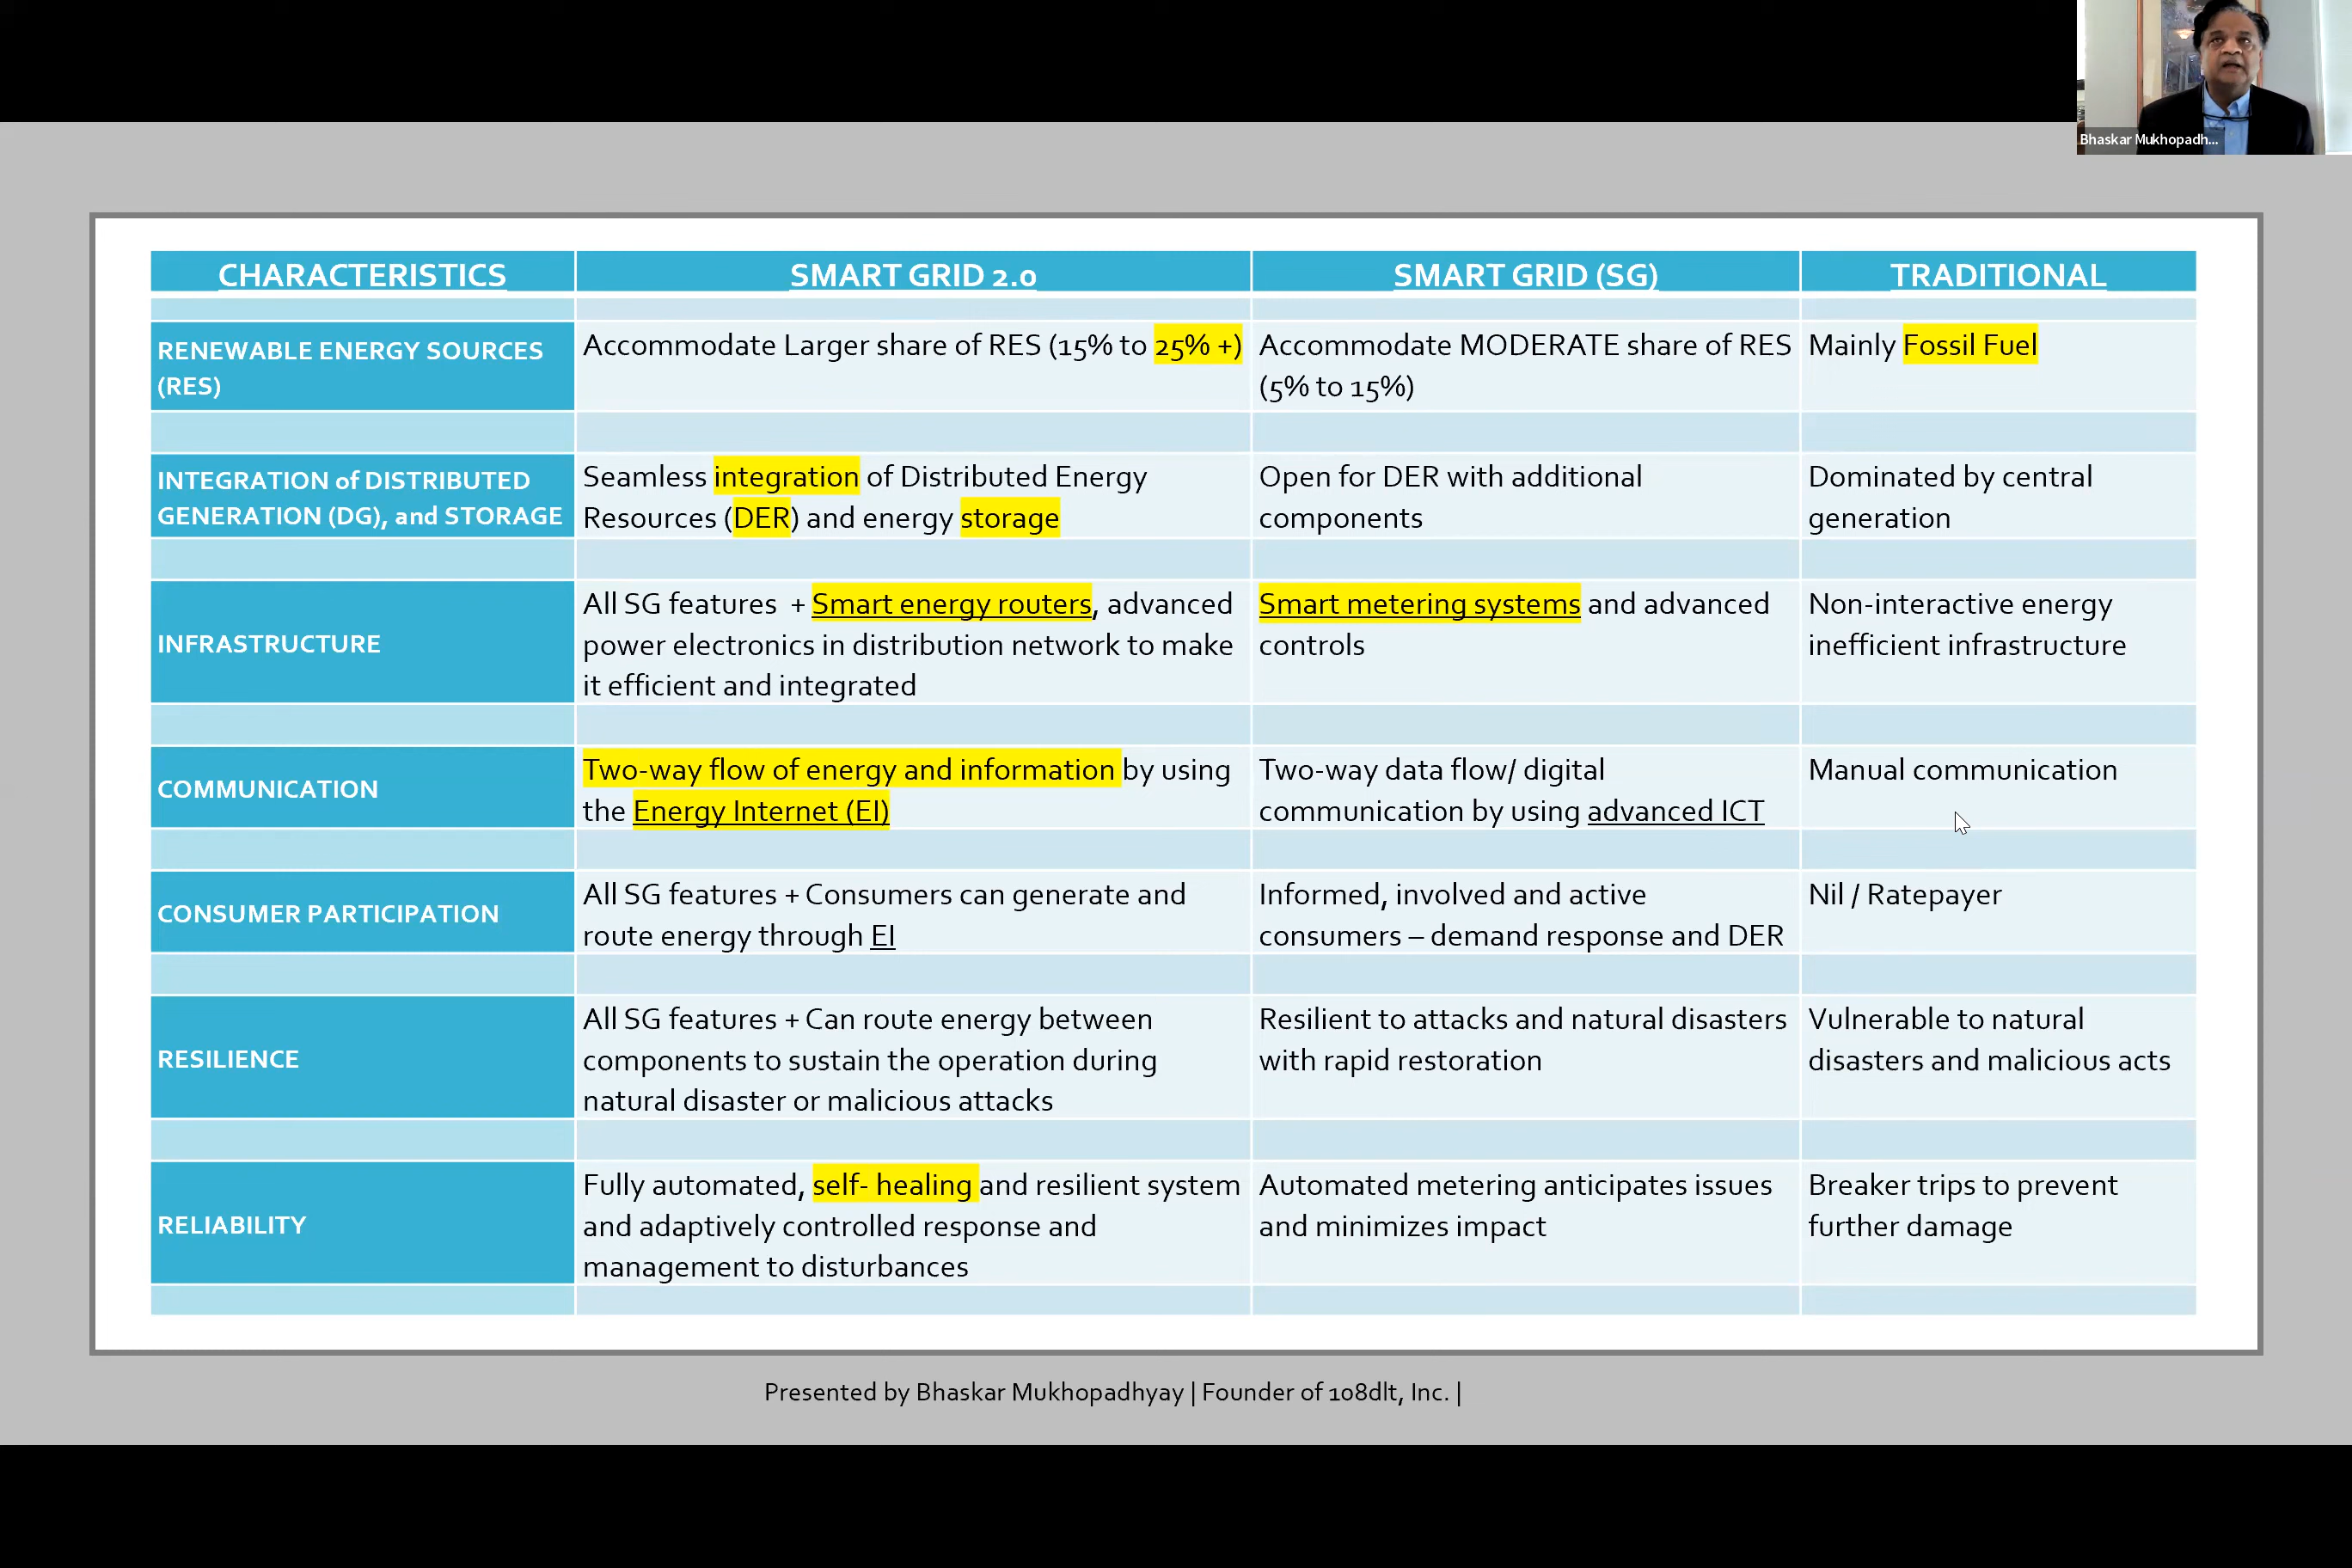 Bhaskar Mukhopadh...
CHARACTERISTICS
SMART GRID 2.0
SMART GRID (SG)
TRADITIONAL
RENEWABLE ENERGY SOURCES
(RES)
Accommodate Larger share of RES (15% to 25% +)
Accommodate MODERATE share of RES
(5% to 15%)
Mainly Fossil Fuel
INTEGRATION of DISTRIBUTED
GENERATION (DG), and STORAGE
Seamless integration of Distributed Energy
Resources (DER) and energy storage
Open for DER with additional
components
Dominated by central
generation
INFRASTRUCTURE
All SG features + Smart energy routers, advanced
power electronics in distribution network to make
it efficient and integrated
Smart metering systems and advanced
controls
Non-interactive energy
inefficient infrastructure
COMMUNICATION
Two-way flow of energy and information by using
the Energy Internet (EI)
Two-way data flow/ digital
communication by using advanced ICT
Manual communication
CONSUMER PARTICIPATION
All SG features + Consumers can generate and
route energy through EI
Informed, involved and active
consumers – demand response and DER
Nil / Ratepayer
RESILIENCE
All SG features + Can route energy between
components to sustain the operation during
natural disaster or malicious attacks
Resilient to attacks and natural disasters
with rapid restoration
Vulnerable to natural
disasters and malicious acts
RELIABILITY
Fully automated, self- healing and resilient system
and adaptively controlled response and
management to disturbances
Automated metering anticipates issues
and minimizes impact
Breaker trips to prevent
further damage
Presented by Bhaskar Mukhopadhyay | Founder of 108dlt, Inc. |